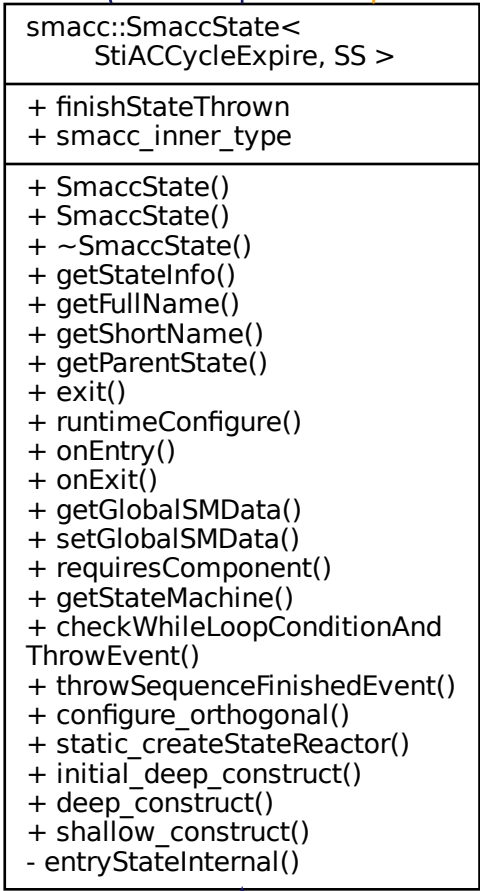 smacc::SmaccState<
StiACCycleExpire, SS >
+ finishStateThrown
+ smacc_inner_type
+ SmaccState()
+ SmaccState()
+ ~SmaccState()
+ getStateInfo()
+ getFullName()
+ getShortName()
+ getParentState()
+ exit()
+ runtimeConfigure()
+ onEntry()
+ onExit()
+ getGlobalSMData()
+ setGlobalSMData()
+ requiresComponent()
+ getStateMachine()
+ checkWhileLoopConditionAnd
ThrowEvent()
+ throwSequenceFinishedEvent()
+ configure_orthogonal()
+ static_createStateReactor()
+ initial_deep_construct()
+ deep_construct()
+ shallow_construct()
- entryStateInternal()